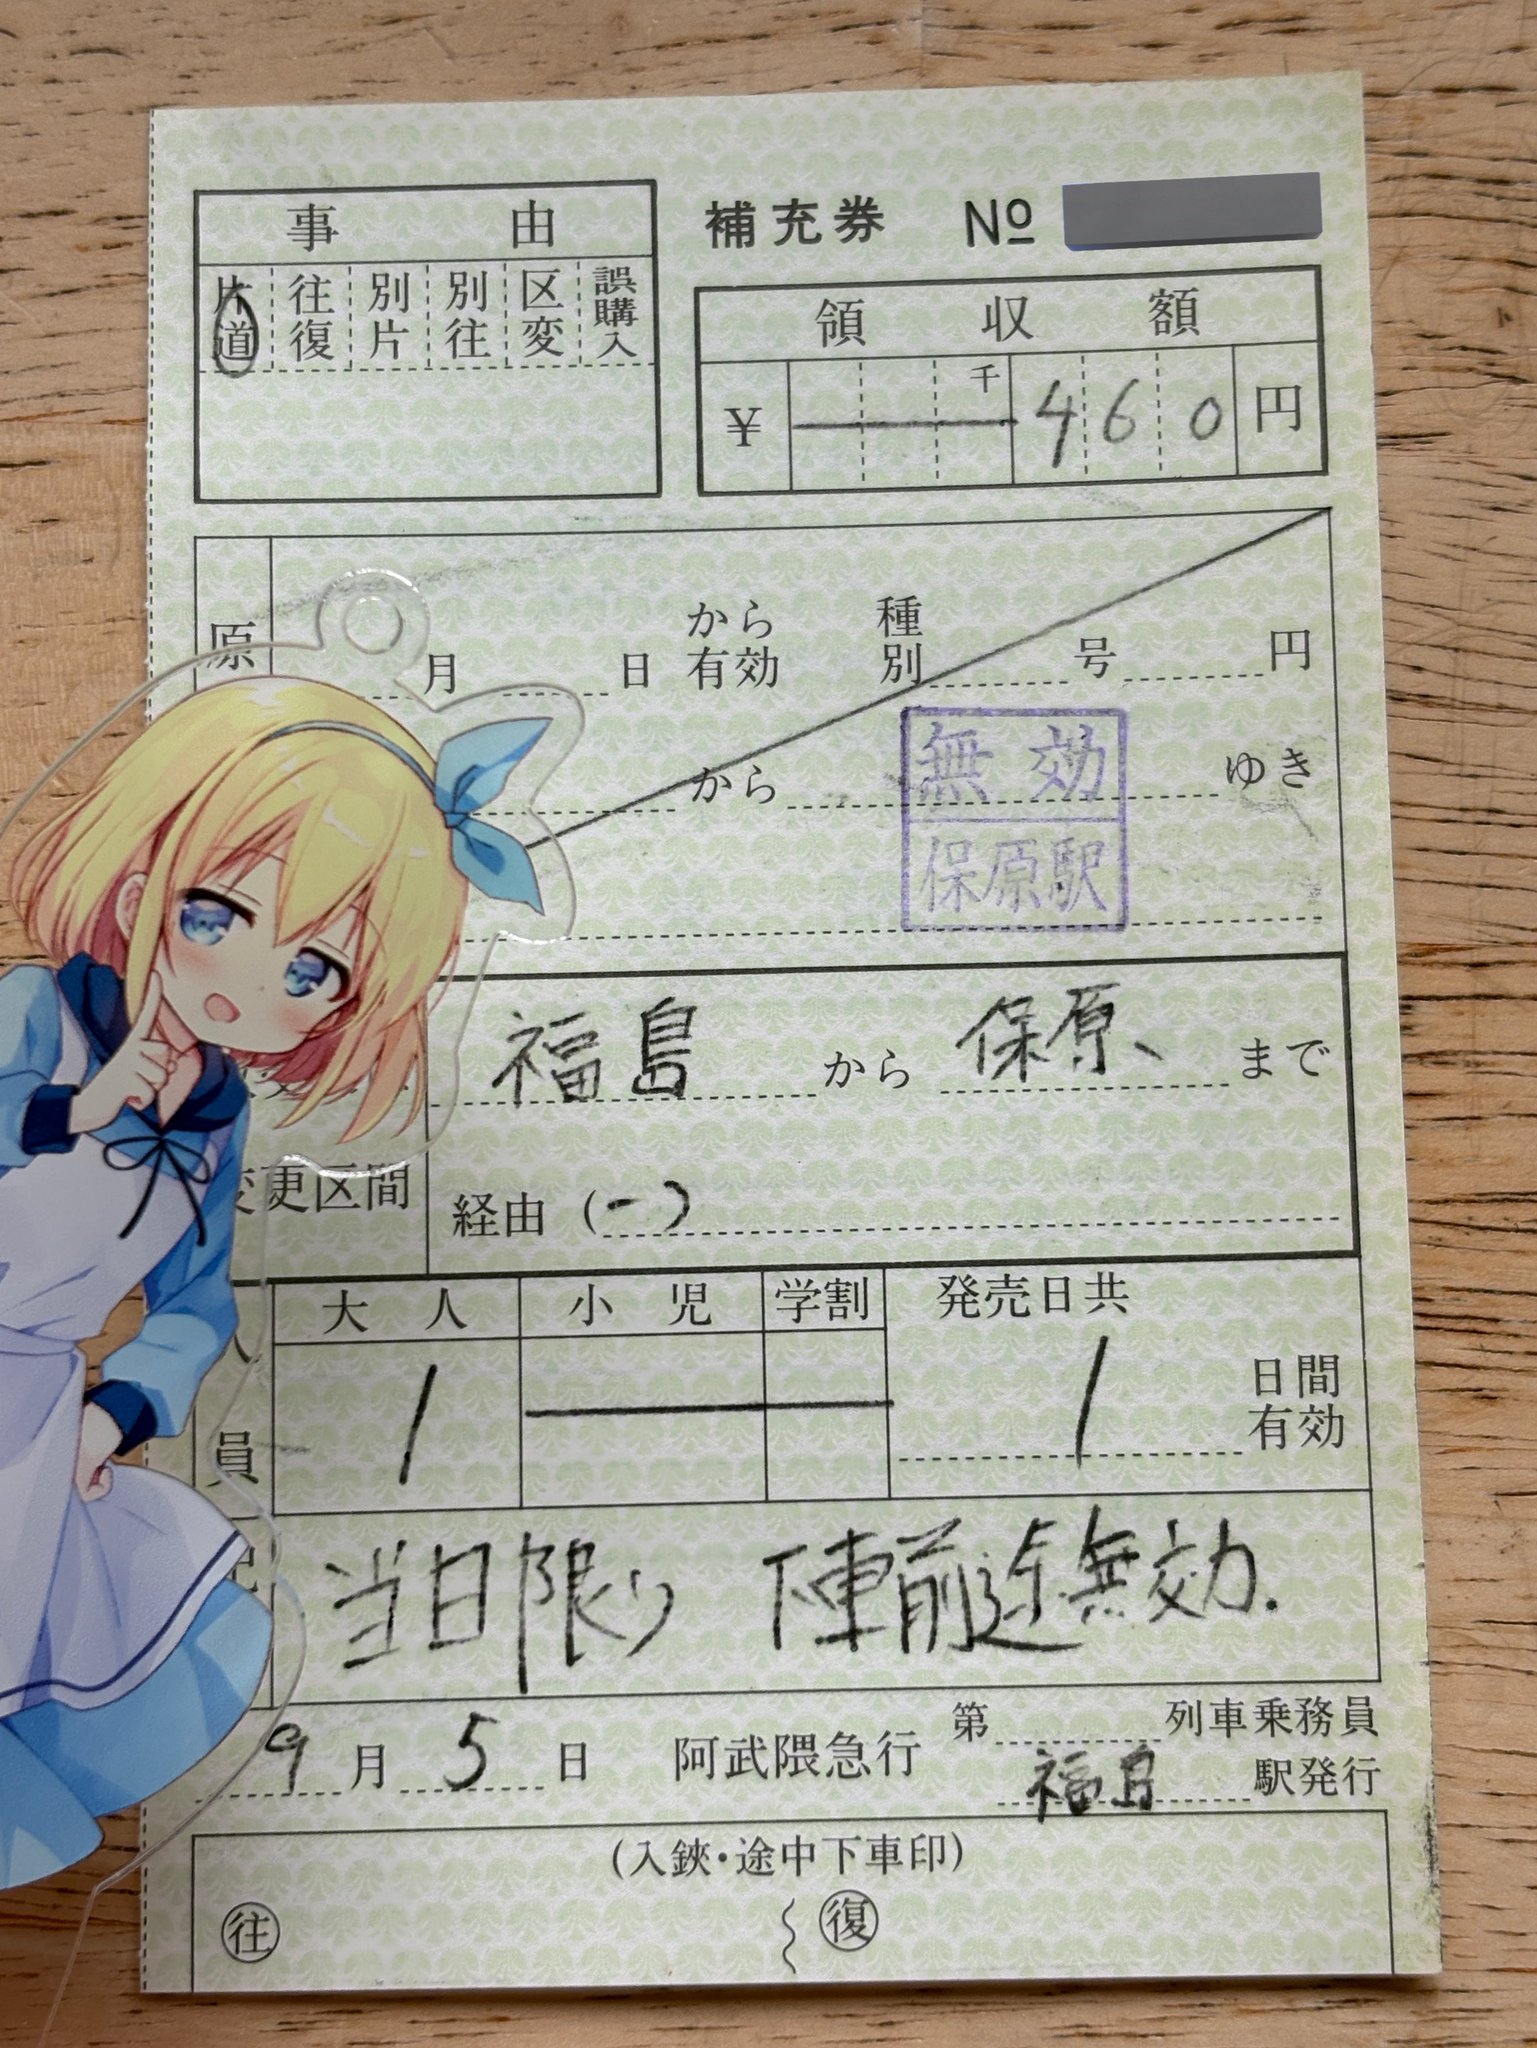 事由
補充券 №
片道 往復 別片 別往 区変 誤購入
領収額
千
¥ 460円
原
月 日 から有効 種別 号 円
から ゆき
無効
保原駅
福島から保原、まで
変更区間
経由 (ー)
人員 大人 小児 学割 発売日共
1 1 日間有効
当日限り 下車前途無効.
9月5日 阿武隈急行 第 列車乗務員
福島 駅発行
(入鋏・途中下車印)
往 復